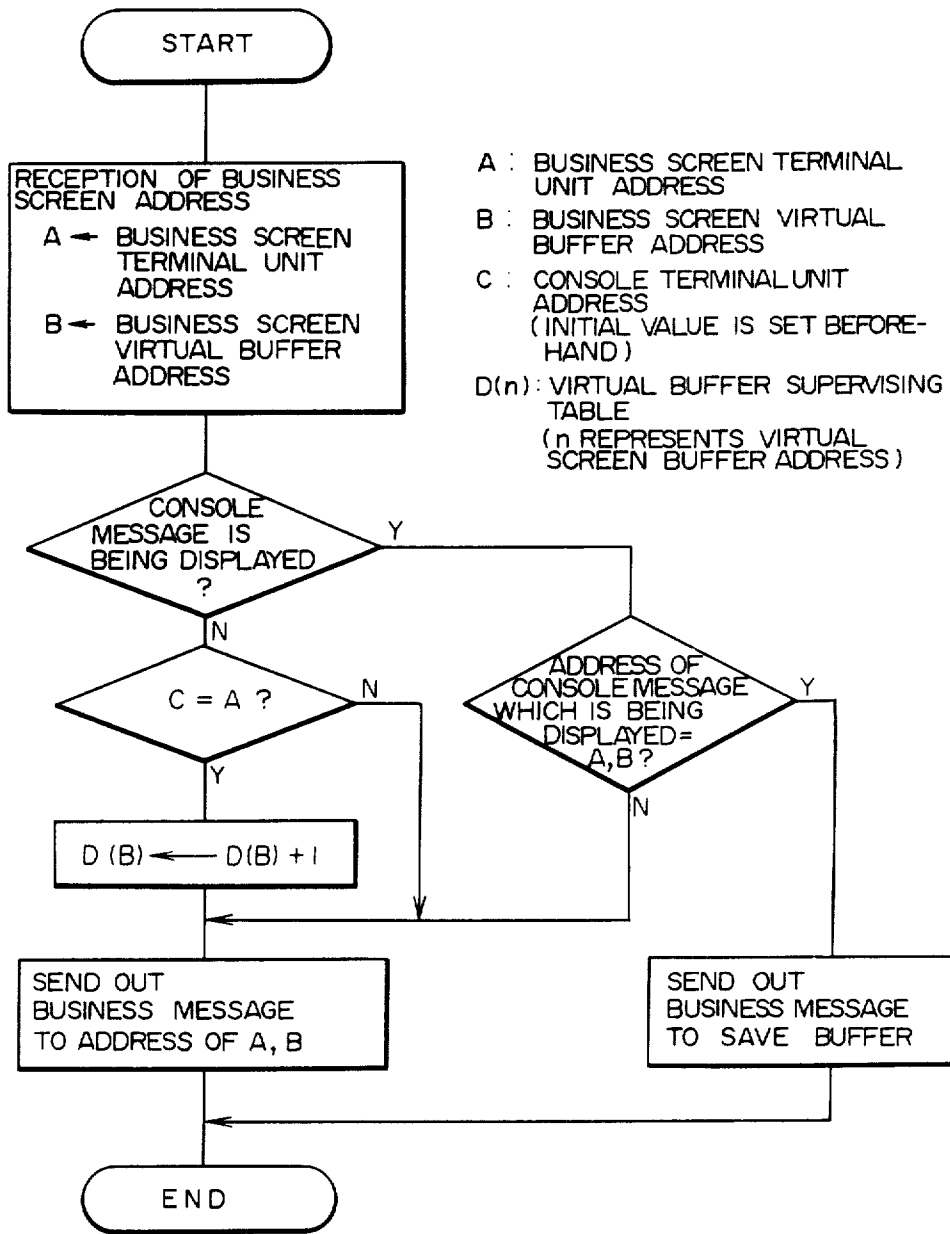 START
RECEPTION OF BUSINESS
SCREEN ADDRESS
A ← BUSINESS SCREEN
TERMINAL UNIT
ADDRESS
B ← BUSINESS SCREEN
VIRTUAL BUFFER
ADDRESS
A : BUSINESS SCREEN TERMINAL
UNIT ADDRESS
B : BUSINESS SCREEN VIRTUAL
BUFFER ADDRESS
C : CONSOLE TERMINAL UNIT
ADDRESS
(INITIAL VALUE IS SET BEFORE-
HAND)
D(n) : VIRTUAL BUFFER SUPERVISING
TABLE
(n REPRESENTS VIRTUAL
SCREEN BUFFER ADDRESS)
CONSOLE
MESSAGE IS
BEING DISPLAYED
?
Y
N
C = A ?
N
Y
ADDRESS OF
CONSOLE MESSAGE
WHICH IS BEING
DISPLAYED =
A, B ?
Y
N
D (B) ← D(B) + 1
SEND OUT
BUSINESS MESSAGE
TO ADDRESS OF A, B
SEND OUT
BUSINESS MESSAGE
TO SAVE BUFFER
END